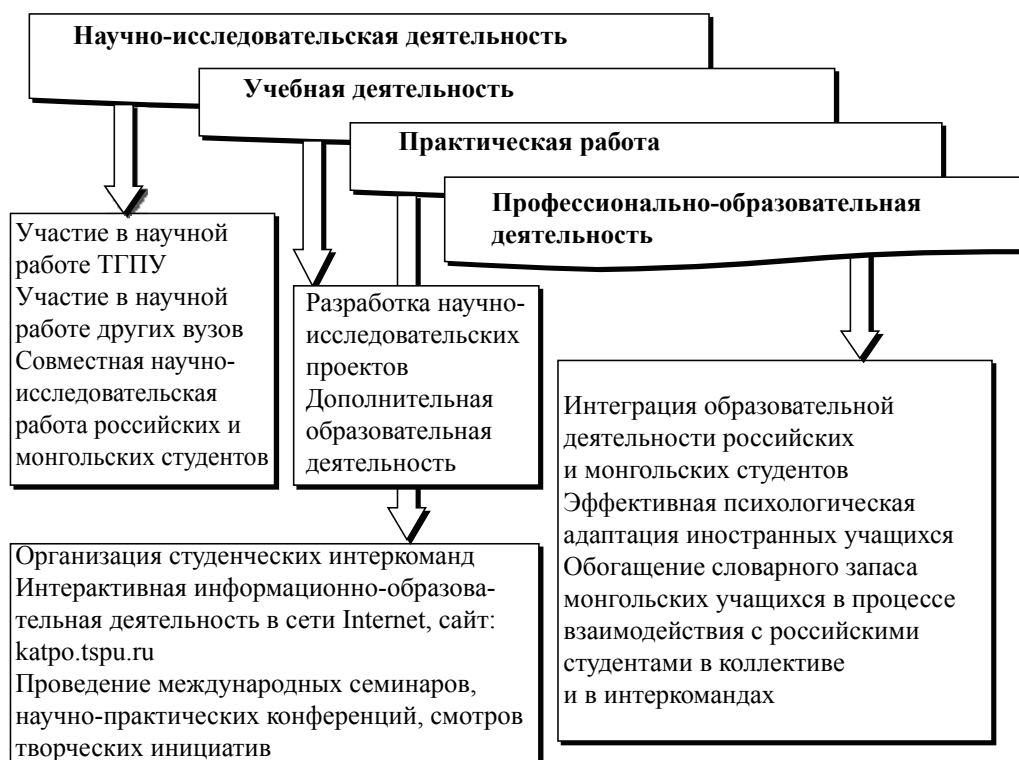 Научно-исследовательская деятельность
Учебная деятельность
Практическая работа
Профессионально-образовательная
деятельность
Участие в научной
работе ТГПУ
Участие в научной
работе других вузов
Совместная научно-
исследовательская
работа российских и
монгольских студентов
Разработка научно-
исследовательских
проектов
Дополнительная
образовательная
деятельность
Организация студенческих интеркоманд
Интерактивная информационно-образова-
тельная деятельность в сети Internet, сайт:
katpo.tspu.ru
Проведение международных семинаров,
научно-практических конференций, смотров
творческих инициатив
Интеграция образовательной
деятельности российских
и монгольских студентов
Эффективная психологическая
адаптация иностранных учащихся
Обогащение словарного запаса
монгольских учащихся в процессе
взаимодействия с российскими
студентами в коллективе
и в интеркомандах